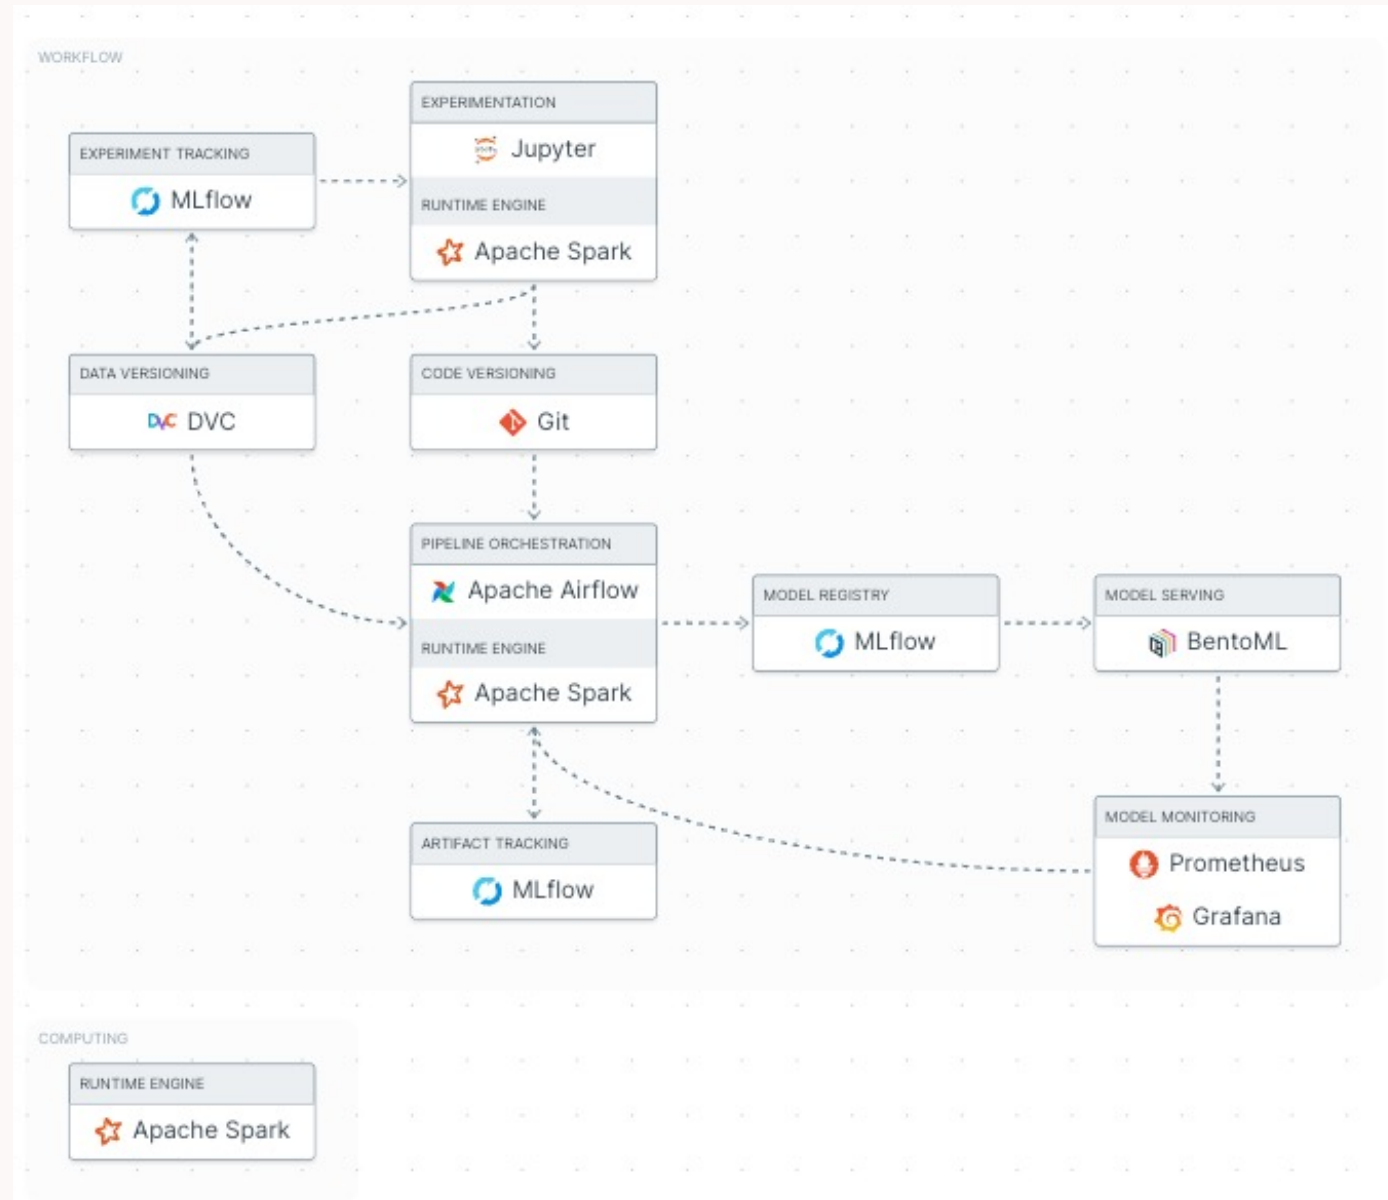 WORKFLOW
EXPERIMENTATION
Jupyter
RUNTIME ENGINE
Apache Spark
EXPERIMENT TRACKING
MLflow
DATA VERSIONING
DVC DVC
CODE VERSIONING
Git
PIPELINE ORCHESTRATION
Apache Airflow
RUNTIME ENGINE
Apache Spark
MODEL REGISTRY
MLflow
MODEL SERVING
BentoML
ARTIFACT TRACKING
MLflow
MODEL MONITORING
Prometheus
Grafana
COMPUTING
RUNTIME ENGINE
Apache Spark